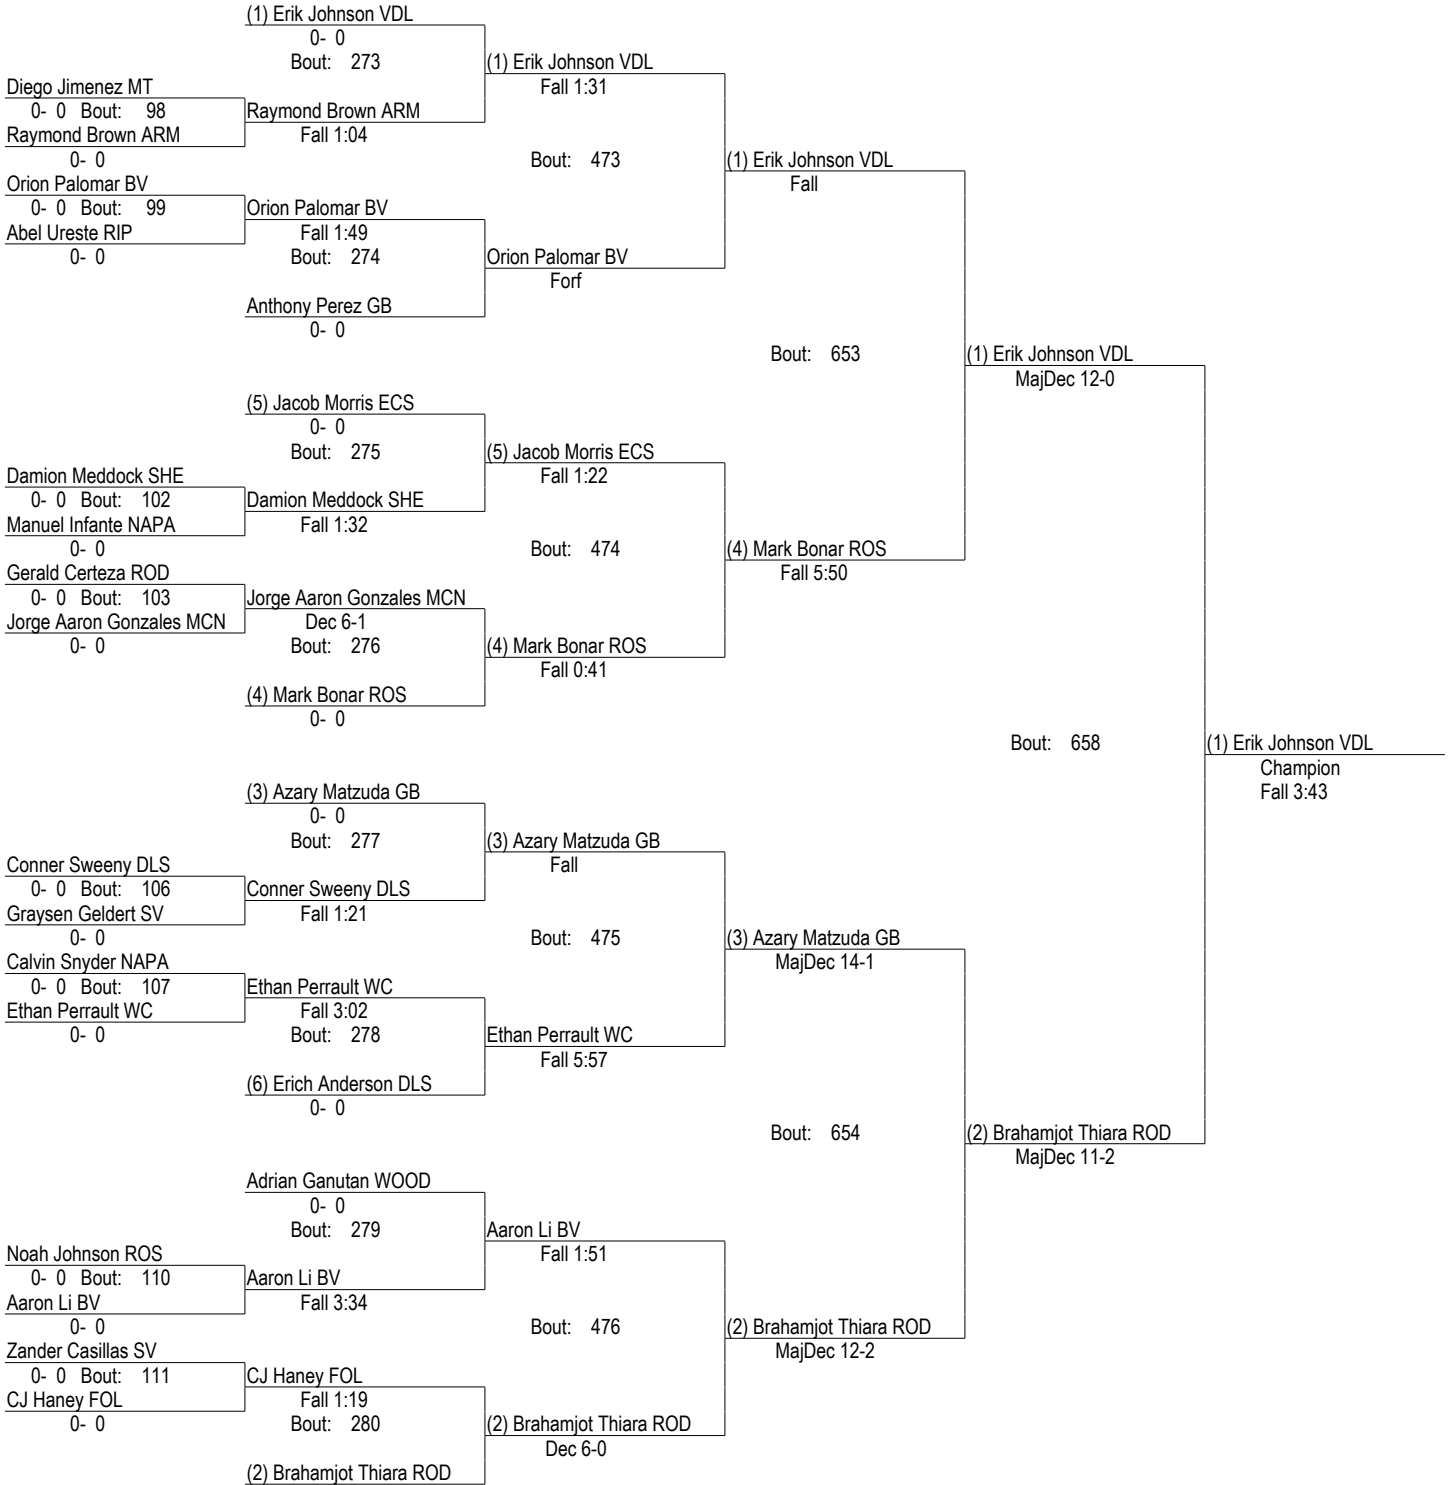 (1) Erik Johnson VDL
0- 0
Bout: 273
(1) Erik Johnson VDL
Fall 1:31
Diego Jimenez MT
0- 0 Bout: 98
Raymond Brown ARM
Raymond Brown ARM
Fall 1:04
0- 0
Bout: 473
(1) Erik Johnson VDL
Fall
Orion Palomar BV
0- 0 Bout: 99
Orion Palomar BV
Abel Ureste RIP
Fall 1:49
0- 0
Bout: 274
Orion Palomar BV
Forf
Anthony Perez GB
0- 0
Bout: 653
(1) Erik Johnson VDL
MajDec 12-0
(5) Jacob Morris ECS
0- 0
Bout: 275
(5) Jacob Morris ECS
Fall 1:22
Damion Meddock SHE
0- 0 Bout: 102
Damion Meddock SHE
Manuel Infante NAPA
Fall 1:32
0- 0
Bout: 474
(4) Mark Bonar ROS
Fall 5:50
Gerald Certeza ROD
0- 0 Bout: 103
Jorge Aaron Gonzales MCN
Jorge Aaron Gonzales MCN
Dec 6-1
0- 0
Bout: 276
(4) Mark Bonar ROS
Fall 0:41
(4) Mark Bonar ROS
0- 0
Bout: 658
(1) Erik Johnson VDL
Champion
Fall 3:43
(3) Azary Matzuda GB
0- 0
Bout: 277
(3) Azary Matzuda GB
Fall
Conner Sweeny DLS
0- 0 Bout: 106
Conner Sweeny DLS
Graysen Geldert SV
Fall 1:21
0- 0
Bout: 475
(3) Azary Matzuda GB
MajDec 14-1
Calvin Snyder NAPA
0- 0 Bout: 107
Ethan Perrault WC
Ethan Perrault WC
Fall 3:02
0- 0
Bout: 278
Ethan Perrault WC
Fall 5:57
(6) Erich Anderson DLS
0- 0
Bout: 654
(2) Brahamjot Thiara ROD
MajDec 11-2
Adrian Ganutan WOOD
0- 0
Bout: 279
Aaron Li BV
Fall 1:51
Noah Johnson ROS
0- 0 Bout: 110
Aaron Li BV
Aaron Li BV
Fall 3:34
0- 0
Bout: 476
(2) Brahamjot Thiara ROD
MajDec 12-2
Zander Casillas SV
0- 0 Bout: 111
CJ Haney FOL
CJ Haney FOL
Fall 1:19
0- 0
Bout: 280
(2) Brahamjot Thiara ROD
Dec 6-0
(2) Brahamjot Thiara ROD